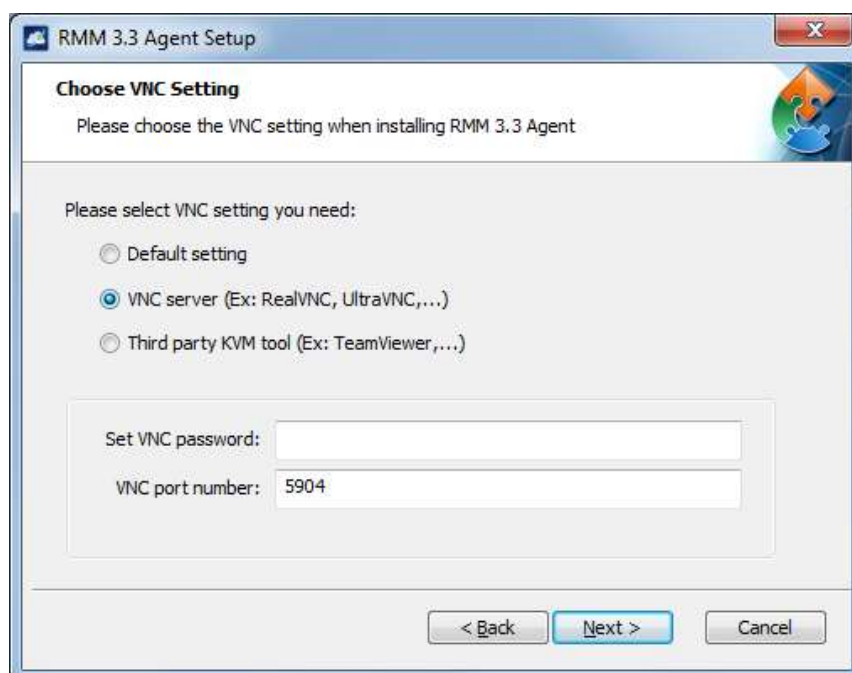 RMM 3.3 Agent Setup
Choose VNC Setting
Please choose the VNC setting when installing RMM 3.3 Agent
Please select VNC setting you need:
Default setting
VNC server (Ex: RealVNC, UltraVNC,...)
Third party KVM tool (Ex: TeamViewer,...)
Set VNC password:
VNC port number: 5904
< Back Next > Cancel